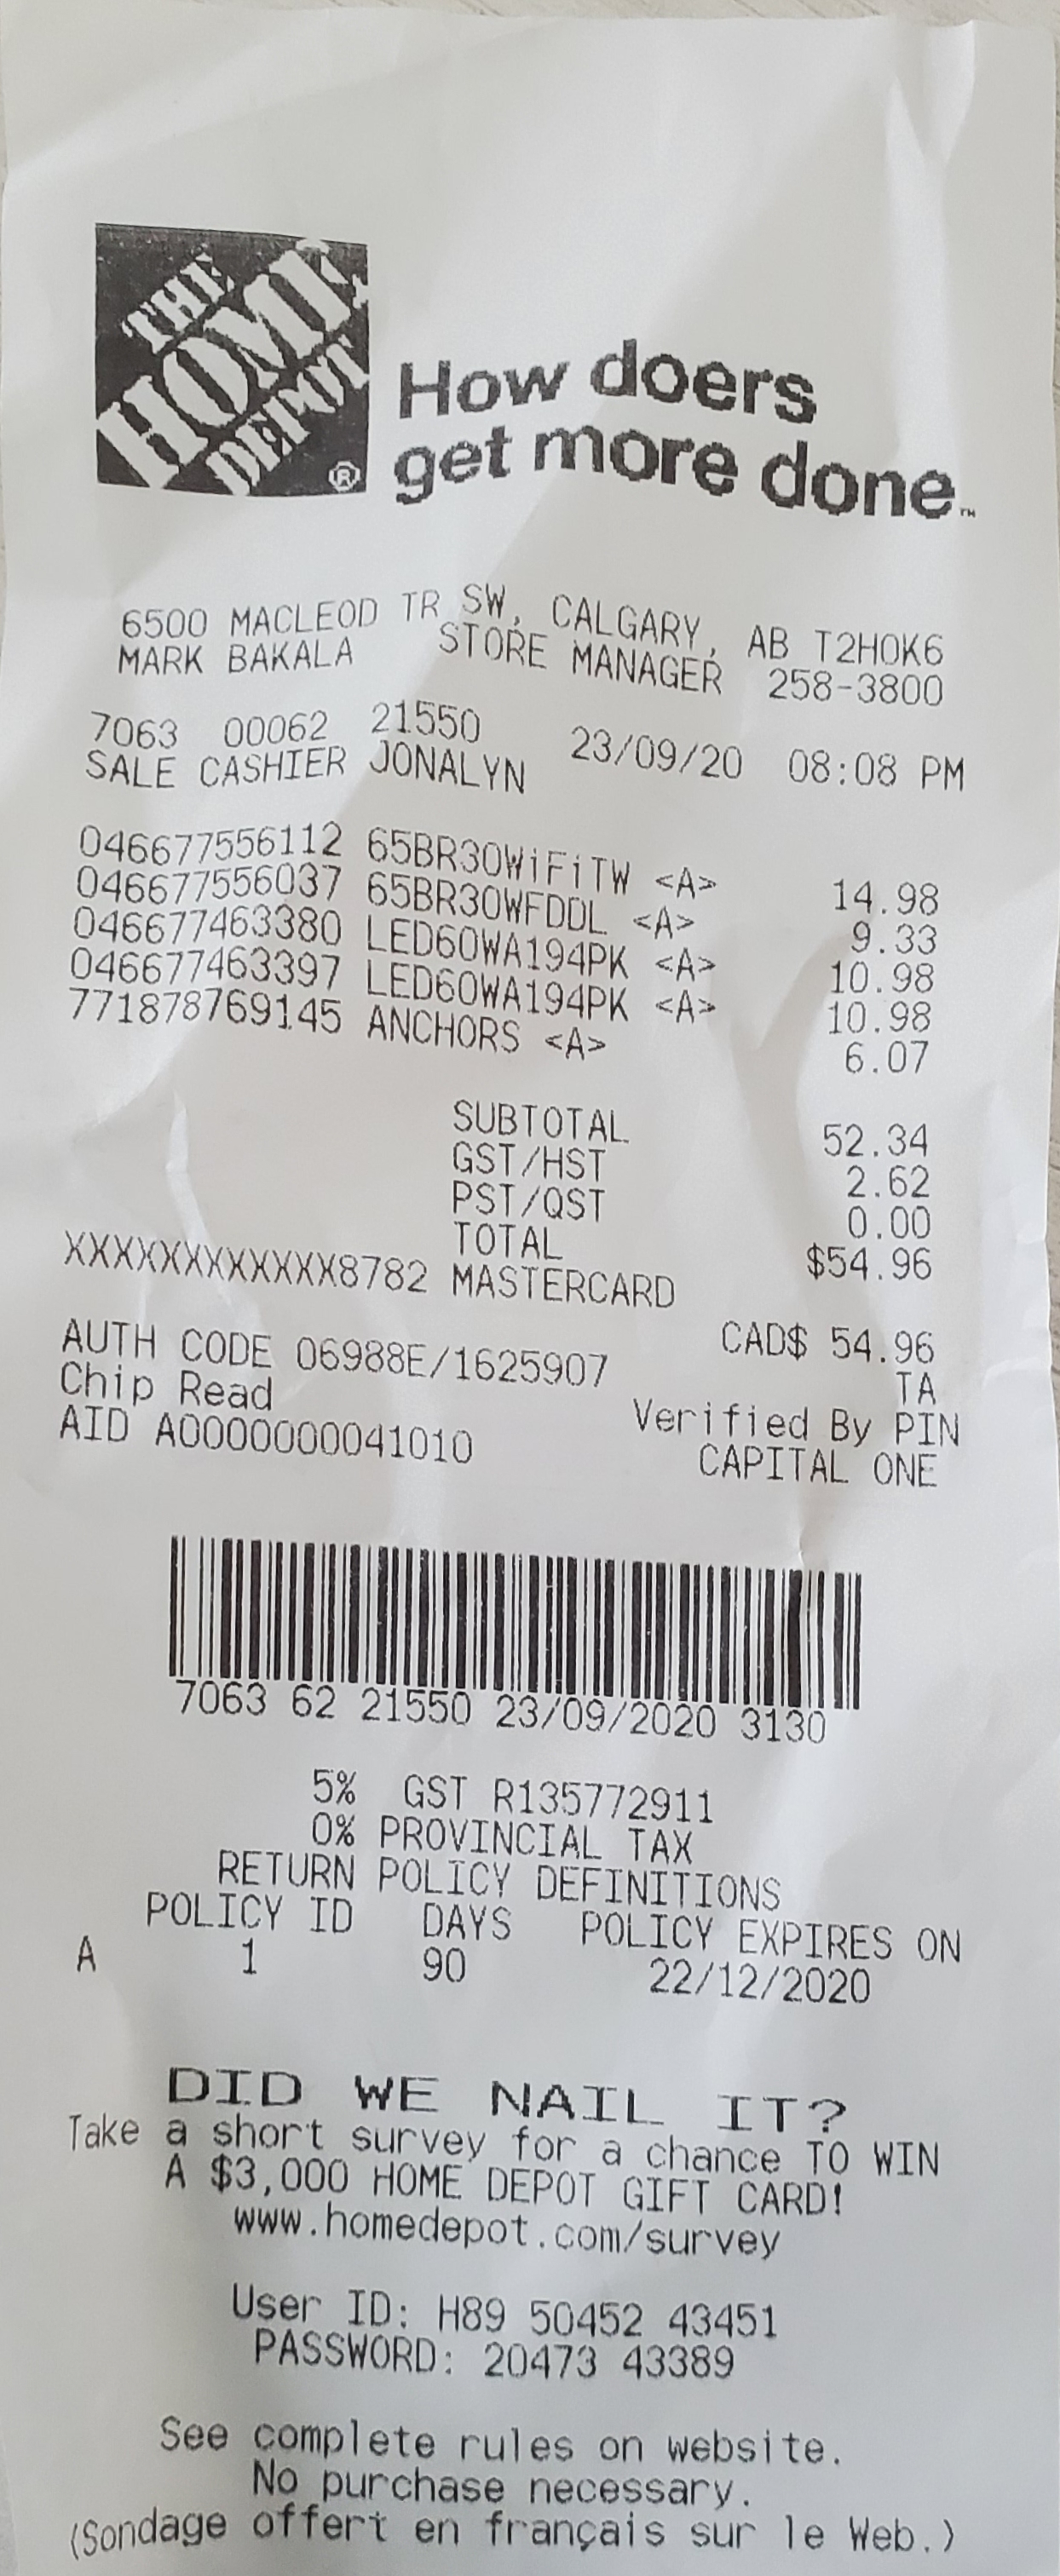 THE
HOME
DEPOT
®
How doers
get more done™
6500 MACLEOD TR SW, CALGARY, AB T2H0K6
MARK BAKALA STORE MANAGER 258-3800
7063 00062 21550 23/09/20 08:08 PM
SALE CASHIER JONALYN
046677556112 65BR30WiFiTW <A> 14.98
046677556037 65BR30WFDDL <A> 9.33
046677463380 LED60WA194PK <A> 10.98
046677463397 LED60WA194PK <A> 10.98
771878769145 ANCHORS <A> 6.07
SUBTOTAL 52.34
GST/HST 2.62
PST/QST 0.00
TOTAL $54.96
XXXXXXXXXXXX8782 MASTERCARD
CAD$ 54.96
AUTH CODE 06988E/1625907 TA
Chip Read Verified By PIN
AID A0000000041010 CAPITAL ONE
7063 62 21550 23/09/2020 3130
5% GST R135772911
0% PROVINCIAL TAX
RETURN POLICY DEFINITIONS
POLICY ID DAYS POLICY EXPIRES ON
A 1 90 22/12/2020
DID WE NAIL IT?
Take a short survey for a chance TO WIN
A $3,000 HOME DEPOT GIFT CARD!
www.homedepot.com/survey
User ID: H89 50452 43451
PASSWORD: 20473 43389
See complete rules on website.
No purchase necessary.
(Sondage offert en français sur le Web.)